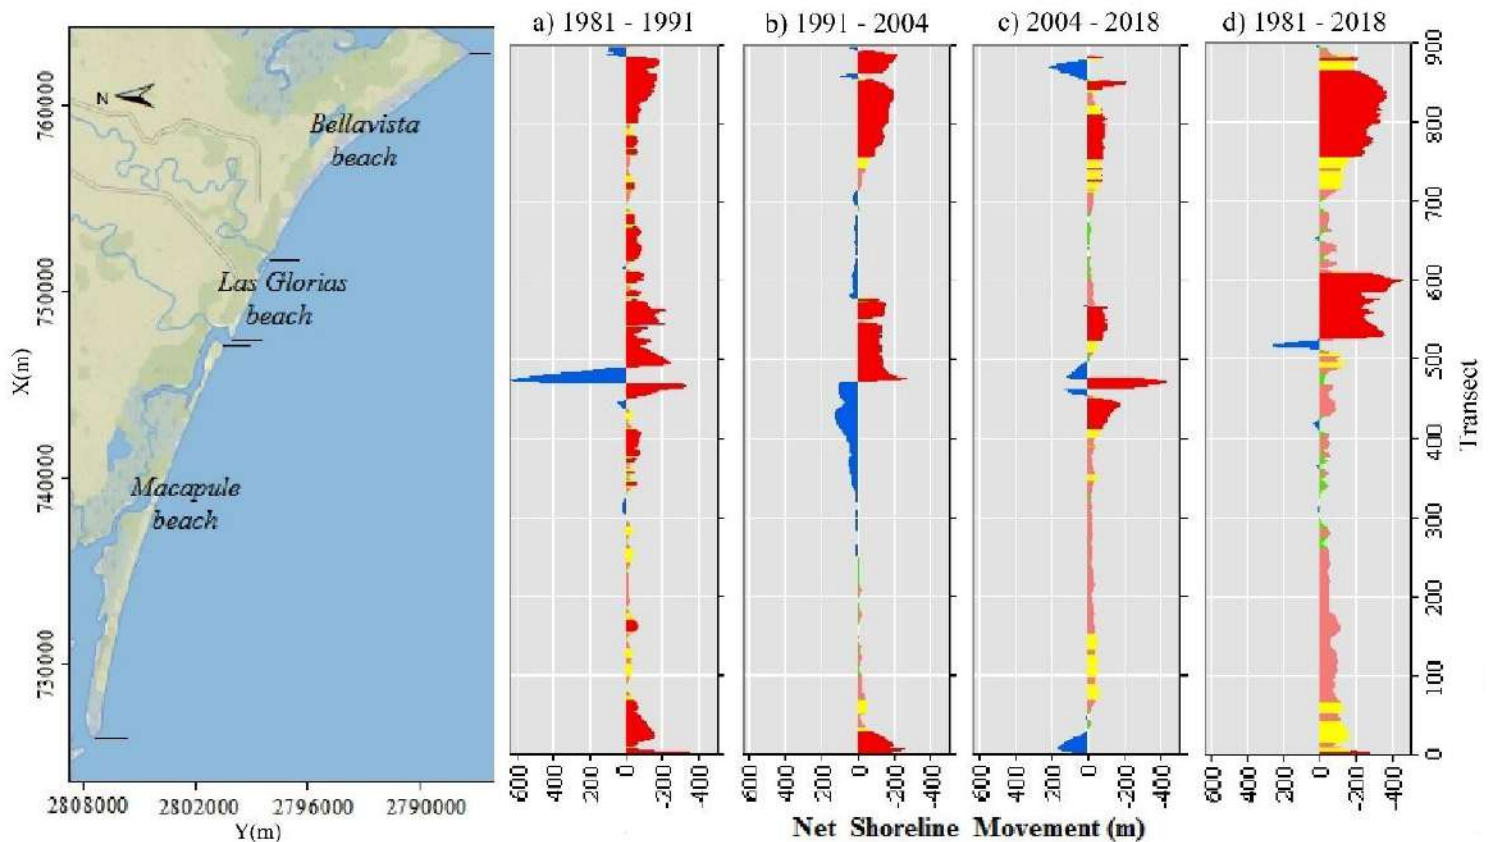 a) 1981 - 1991
b) 1991 - 2004
c) 2004 - 2018
d) 1981 - 2018
N
Bellavista
beach
Las Glorias
beach
Macapule
beach
X(m)
760000
750000
740000
730000
2808000
2802000
2796000
2790000
Y(m)
600
400
200
0
-200
-400
600
400
200
0
-200
-400
600
400
200
0
-200
-400
600
400
200
0
-200
-400
Net Shoreline Movement (m)
900
800
700
600
500
400
300
200
100
0
Transect